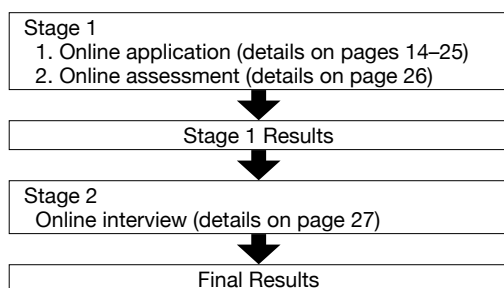 Stage 1
1. Online application (details on pages 14–25)
2. Online assessment (details on page 26)
Stage 1 Results
Stage 2
Online interview (details on page 27)
Final Results